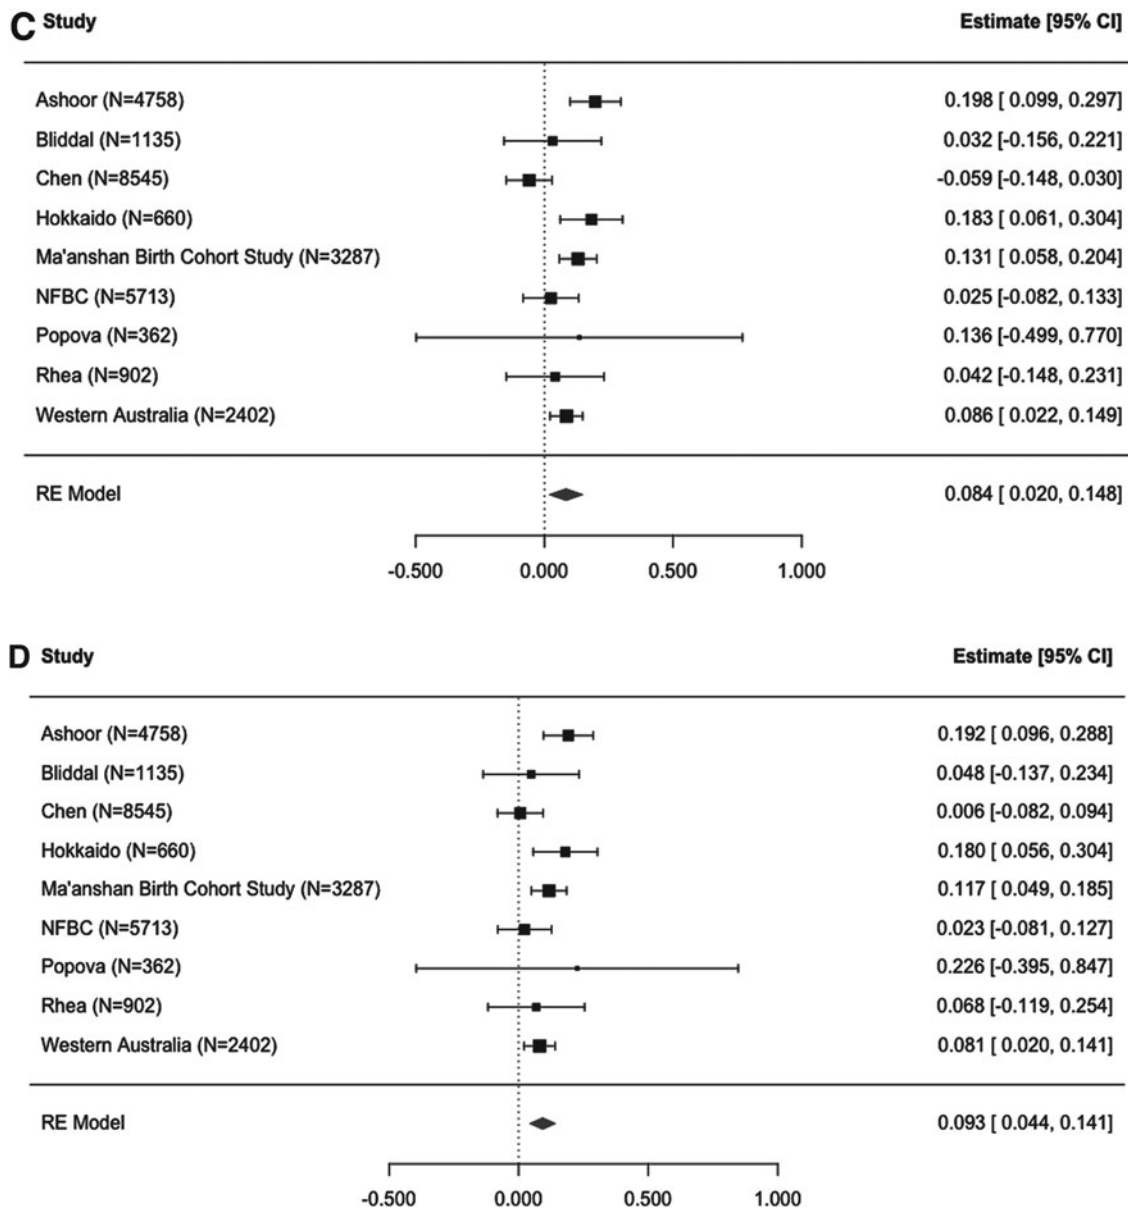 C Study Estimate [95% CI]
Ashoor (N=4758) 0.198 [ 0.099, 0.297]
Bliddal (N=1135) 0.032 [-0.156, 0.221]
Chen (N=8545) -0.059 [-0.148, 0.030]
Hokkaido (N=660) 0.183 [ 0.061, 0.304]
Ma'anshan Birth Cohort Study (N=3287) 0.131 [ 0.058, 0.204]
NFBC (N=5713) 0.025 [-0.082, 0.133]
Popova (N=362) 0.136 [-0.499, 0.770]
Rhea (N=902) 0.042 [-0.148, 0.231]
Western Australia (N=2402) 0.086 [ 0.022, 0.149]
RE Model 0.084 [ 0.020, 0.148]
-0.500 0.000 0.500 1.000
D Study Estimate [95% CI]
Ashoor (N=4758) 0.192 [ 0.096, 0.288]
Bliddal (N=1135) 0.048 [-0.137, 0.234]
Chen (N=8545) 0.006 [-0.082, 0.094]
Hokkaido (N=660) 0.180 [ 0.056, 0.304]
Ma'anshan Birth Cohort Study (N=3287) 0.117 [ 0.049, 0.185]
NFBC (N=5713) 0.023 [-0.081, 0.127]
Popova (N=362) 0.226 [-0.395, 0.847]
Rhea (N=902) 0.068 [-0.119, 0.254]
Western Australia (N=2402) 0.081 [ 0.020, 0.141]
RE Model 0.093 [ 0.044, 0.141]
-0.500 0.000 0.500 1.000